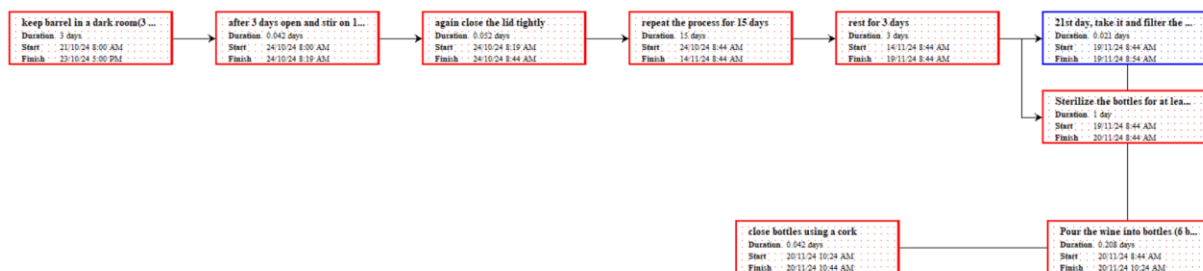 keep barrel in a dark room(3 ...
Duration 3 days
Start 21/10/24 8:00 AM
Finish 23/10/24 5:00 PM
after 3 days open and stir on 1...
Duration 0.042 days
Start 24/10/24 8:00 AM
Finish 24/10/24 8:19 AM
again close the lid tightly
Duration 0.052 days
Start 24/10/24 8:19 AM
Finish 24/10/24 8:44 AM
repeat the process for 15 days
Duration 15 days
Start 24/10/24 8:44 AM
Finish 14/11/24 8:44 AM
rest for 3 days
Duration 3 days
Start 14/11/24 8:44 AM
Finish 19/11/24 8:44 AM
21st day, take it and filter the ...
Duration 0.021 days
Start 19/11/24 8:44 AM
Finish 19/11/24 8:54 AM
Sterilize the bottles for at lea...
Duration 1 day
Start 19/11/24 8:44 AM
Finish 20/11/24 8:44 AM
close bottles using a cork
Duration 0.042 days
Start 20/11/24 10:24 AM
Finish 20/11/24 10:44 AM
Pour the wine into bottles (6 b...
Duration 0.208 days
Start 20/11/24 8:44 AM
Finish 20/11/24 10:24 AM